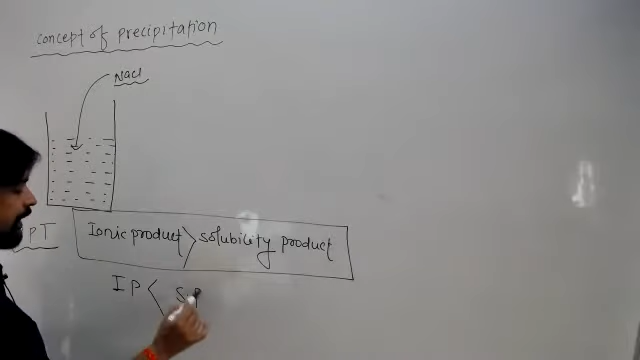 concept of precipitation
NaCl
PT
Ionic product > solubility product
IP < S.P